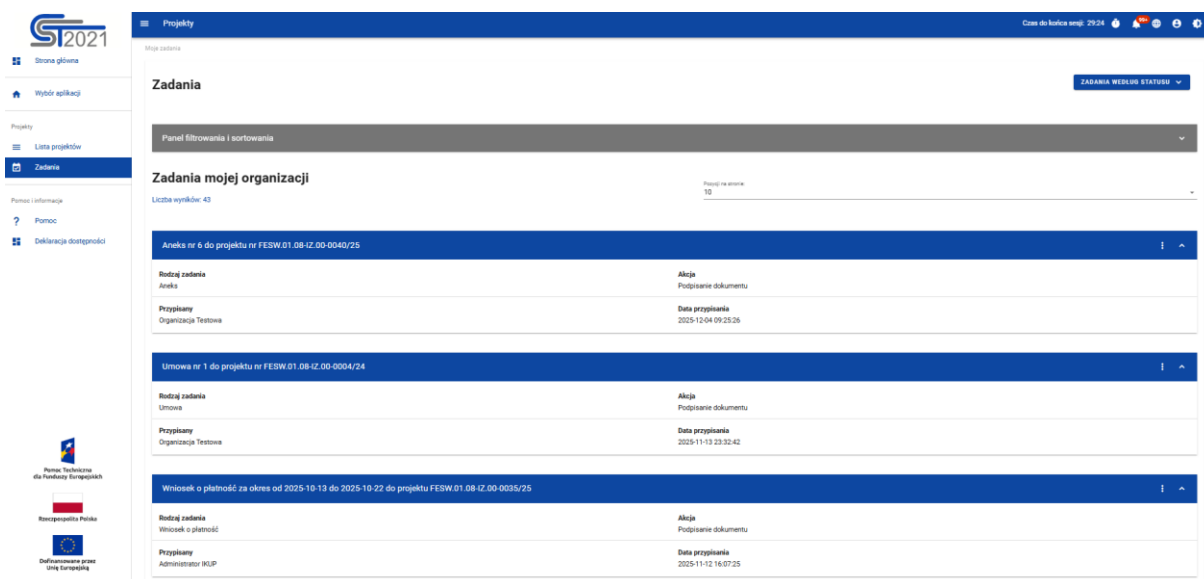 ST2021
Projekty
Czas do końca sesji: 29:24
99+
Moje zadania
Strona główna
Wybór aplikacji
Projekty
Lista projektów
Zadania
Pomoc i informacje
Pomoc
Deklaracja dostępności
Zadania
ZADANIA WEDŁUG STATUSU
Panel filtrowania i sortowania
Zadania mojej organizacji
Liczba wyników: 43
Pozycji na stronie:
10
Aneks nr 6 do projektu nr FESW.01.08-IZ.00-0040/25
Rodzaj zadania
Aneks
Akcja
Podpisanie dokumentu
Przypisany
Organizacja Testowa
Data przypisania
2025-12-04 09:25:26
Umowa nr 1 do projektu nr FESW.01.08-IZ.00-0004/24
Rodzaj zadania
Umowa
Akcja
Podpisanie dokumentu
Przypisany
Organizacja Testowa
Data przypisania
2025-11-13 23:32:42
Wniosek o płatność za okres od 2025-10-13 do 2025-10-22 do projektu FESW.01.08-IZ.00-0035/25
Rodzaj zadania
Wniosek o płatność
Akcja
Podpisanie dokumentu
Przypisany
Administrator IKUP
Data przypisania
2025-11-12 16:07:25
Pomoc Techniczna
dla Funduszy Europejskich
Rzeczpospolita Polska
Dofinansowane przez
Unię Europejską